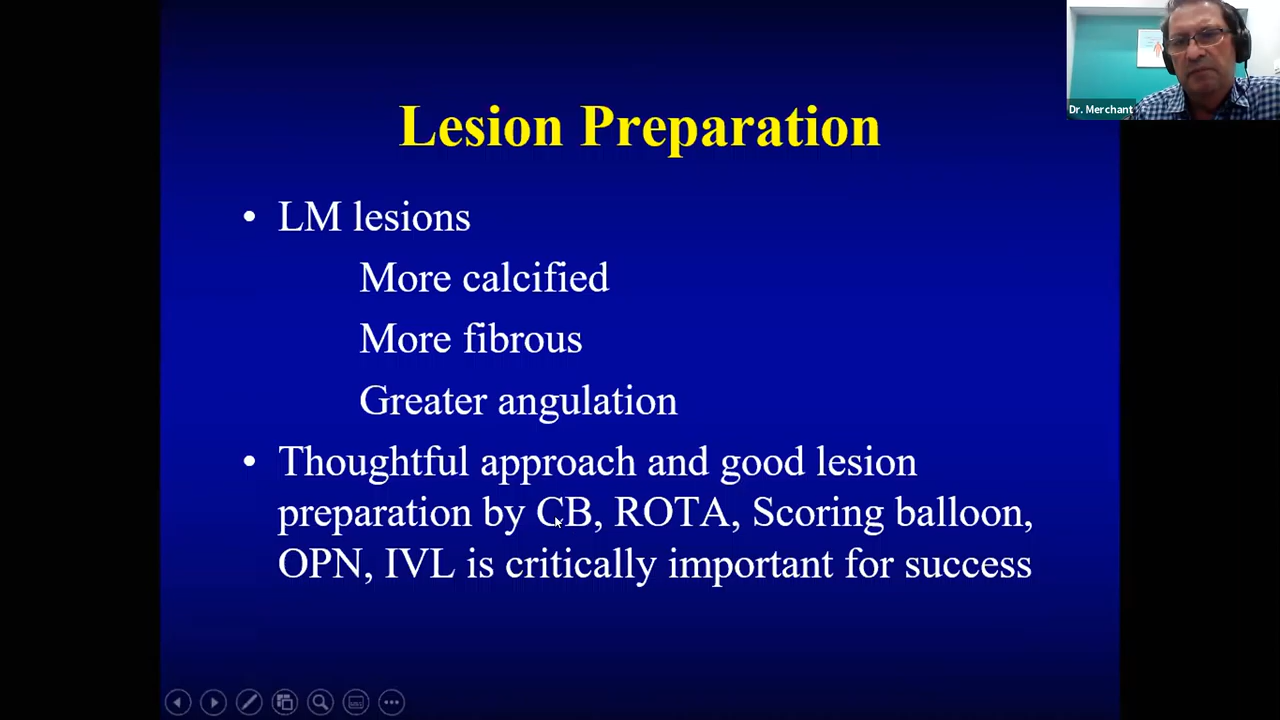 Dr. Merchant
Lesion Preparation
• LM lesions
More calcified
More fibrous
Greater angulation
• Thoughtful approach and good lesion
preparation by CB, ROTA, Scoring balloon,
OPN, IVL is critically important for success